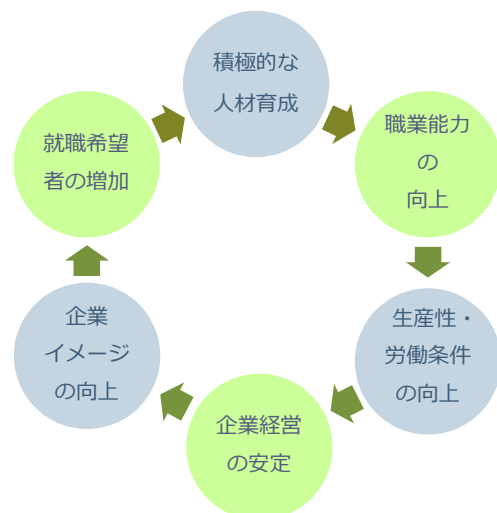 積極的な
人材育成
職業能力
の
向上
生産性・
労働条件
の向上
企業経営
の安定
企業
イメージ
の向上
就職希望
者の増加